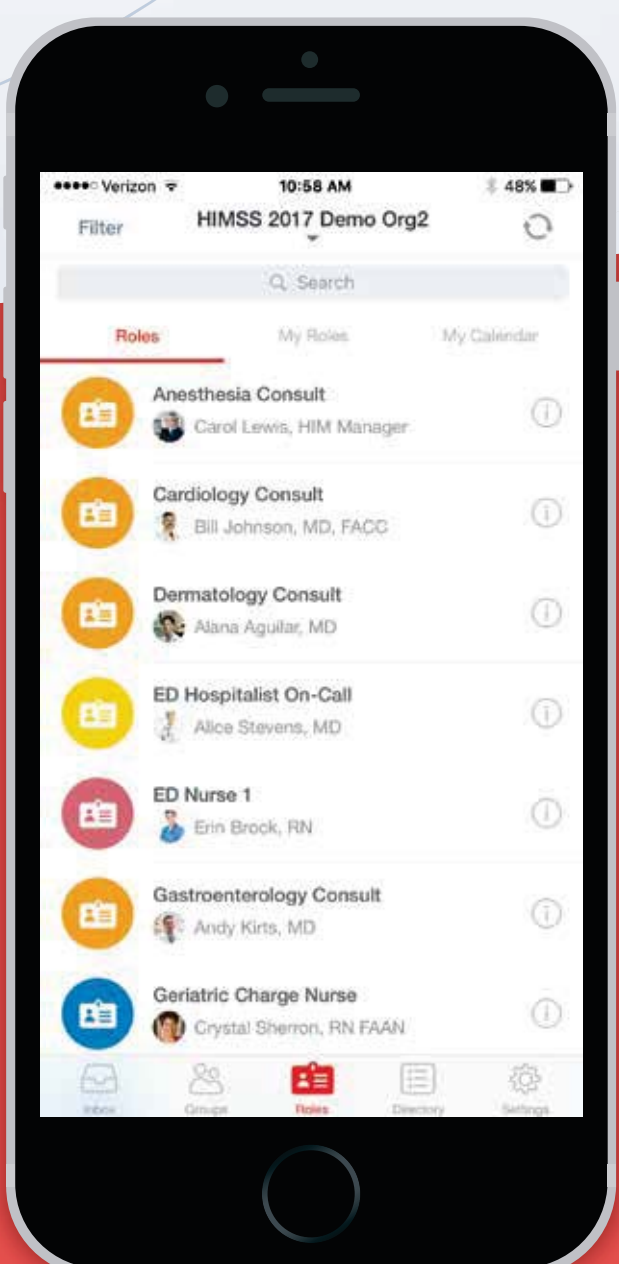 Verizon 10:58 AM 48%
Filter HIMSS 2017 Demo Org2
Search
Roles My Roles My Calendar
Anesthesia Consult
Carol Lewis, HIM Manager
Cardiology Consult
Bill Johnson, MD, FACC
Dermatology Consult
Alana Aguilar, MD
ED Hospitalist On-Call
Alice Stevens, MD
ED Nurse 1
Erin Brock, RN
Gastroenterology Consult
Andy Kirts, MD
Geriatric Charge Nurse
Crystal Sherron, RN FAAN
Inbox Groups Roles Directory Settings